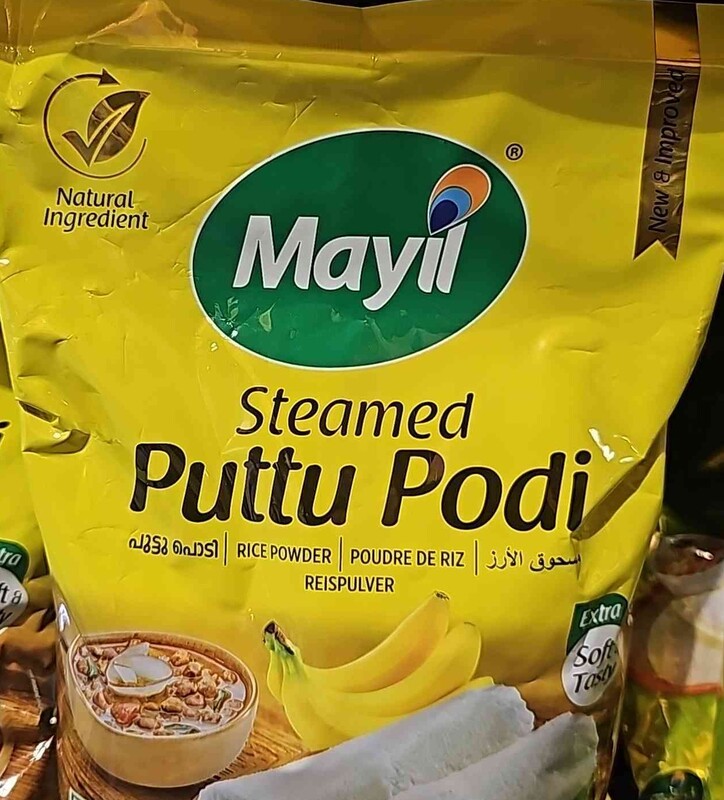 Natural
Ingredient
Mayil
®
New & Improved
Steamed
Puttu Podi
പുട്ടു പൊടി | RICE POWDER | POUDRE DE RIZ | مسحوق الأرز
REISPULVER
Extra
Soft &
Tasty